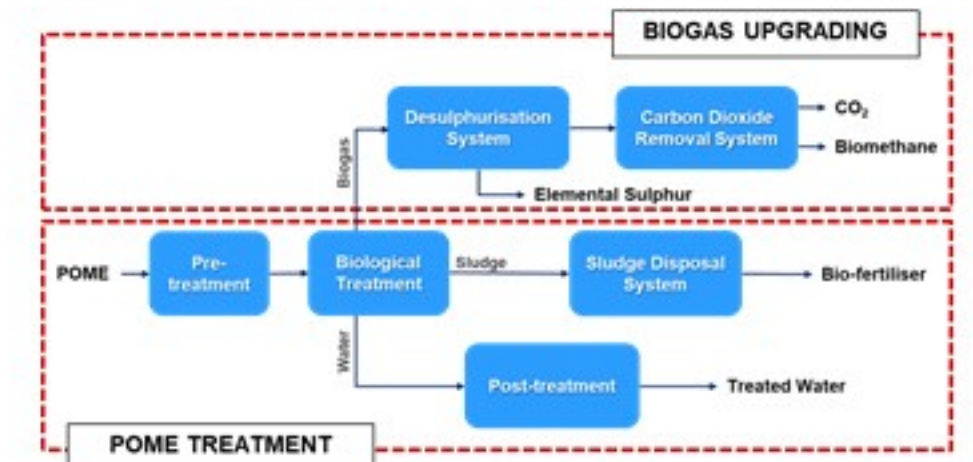 BIOGAS UPGRADING
Desulphurisation
System
Carbon Dioxide
Removal System
CO₂
Biomethane
Biogas
Elemental Sulphur
POME
Pre-
treatment
Biological
Treatment
Sludge
Sludge Disposal
System
Bio-fertiliser
Water
Post-treatment
Treated Water
POME TREATMENT